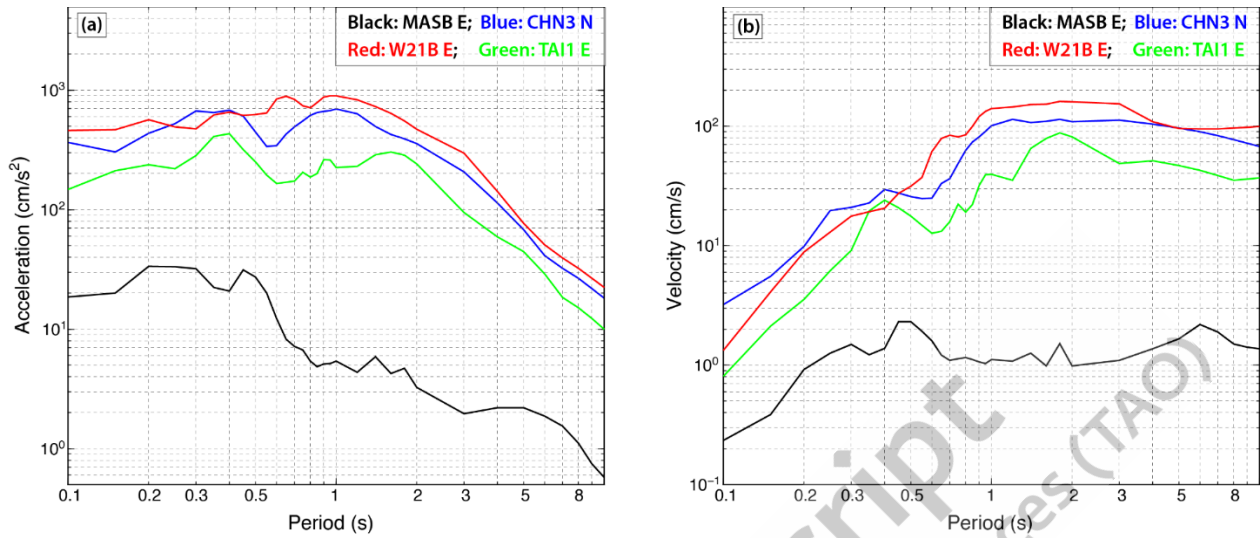 (a)
Black: MASB E; Blue: CHN3 N
Red: W21B E; Green: TAI1 E
10³
10²
10¹
10⁰
Acceleration (cm/s²)
0.1 0.2 0.3 0.5 1 2 3 5 8
Period (s)
(b)
Black: MASB E; Blue: CHN3 N
Red: W21B E; Green: TAI1 E
10²
10¹
10⁰
10⁻¹
Velocity (cm/s)
0.1 0.2 0.3 0.5 1 2 3 5 8
Period (s)
ript
ces (TAO)